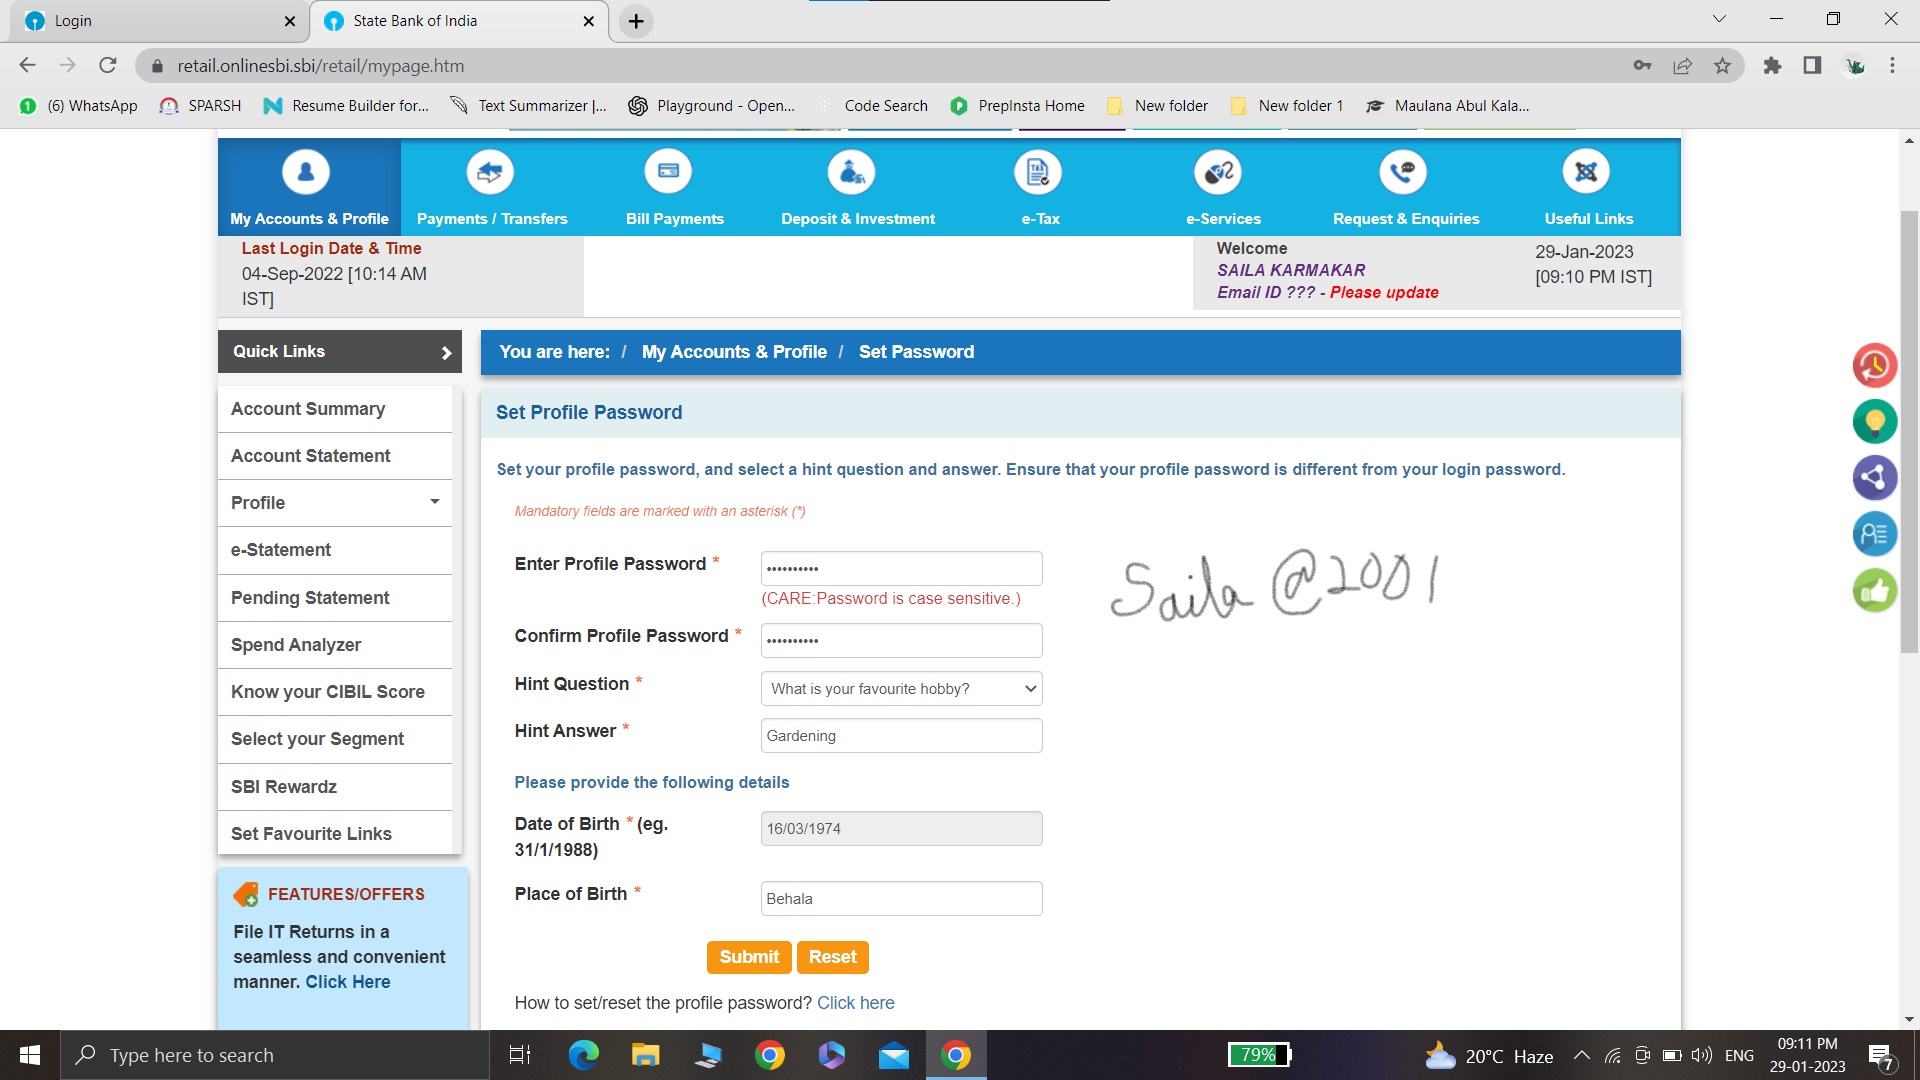 Login
State Bank of India
retail.onlinesbi.sbi/retail/mypage.htm
(6) WhatsApp
SPARSH
Resume Builder for...
Text Summarizer |...
Playground - Open...
Code Search
PrepInsta Home
New folder
New folder 1
Maulana Abul Kala...
My Accounts & Profile
Payments / Transfers
Bill Payments
Deposit & Investment
e-Tax
e-Services
Request & Enquiries
Useful Links
Last Login Date & Time
04-Sep-2022 [10:14 AM
IST]
Welcome
SAILA KARMAKAR
Email ID ??? - Please update
29-Jan-2023
[09:10 PM IST]
Quick Links
Account Summary
Account Statement
Profile
e-Statement
Pending Statement
Spend Analyzer
Know your CIBIL Score
Select your Segment
SBI Rewardz
Set Favourite Links
FEATURES/OFFERS
File IT Returns in a
seamless and convenient
manner. Click Here
You are here: / My Accounts & Profile / Set Password
Set Profile Password
Set your profile password, and select a hint question and answer. Ensure that your profile password is different from your login password.
Mandatory fields are marked with an asterisk (*)
Enter Profile Password * ••••••••••
(CARE:Password is case sensitive.)
Saila @2001
Confirm Profile Password * ••••••••••
Hint Question * What is your favourite hobby?
Hint Answer * Gardening
Please provide the following details
Date of Birth * (eg.
31/1/1988)
16/03/1974
Place of Birth * Behala
Submit
Reset
How to set/reset the profile password? Click here
Type here to search
79%
20°C Haze
ENG
09:11 PM
29-01-2023
7